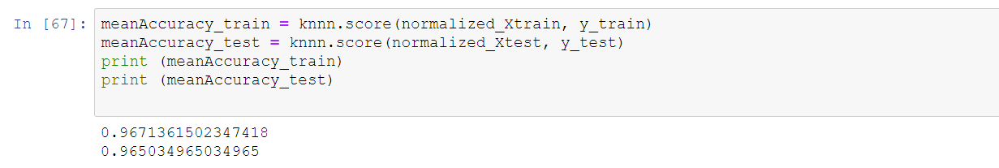 In [67]: meanAccuracy_train = knnn.score(normalized_Xtrain, y_train)
meanAccuracy_test = knnn.score(normalized_Xtest, y_test)
print (meanAccuracy_train)
print (meanAccuracy_test)
0.9671361502347418
0.965034965034965